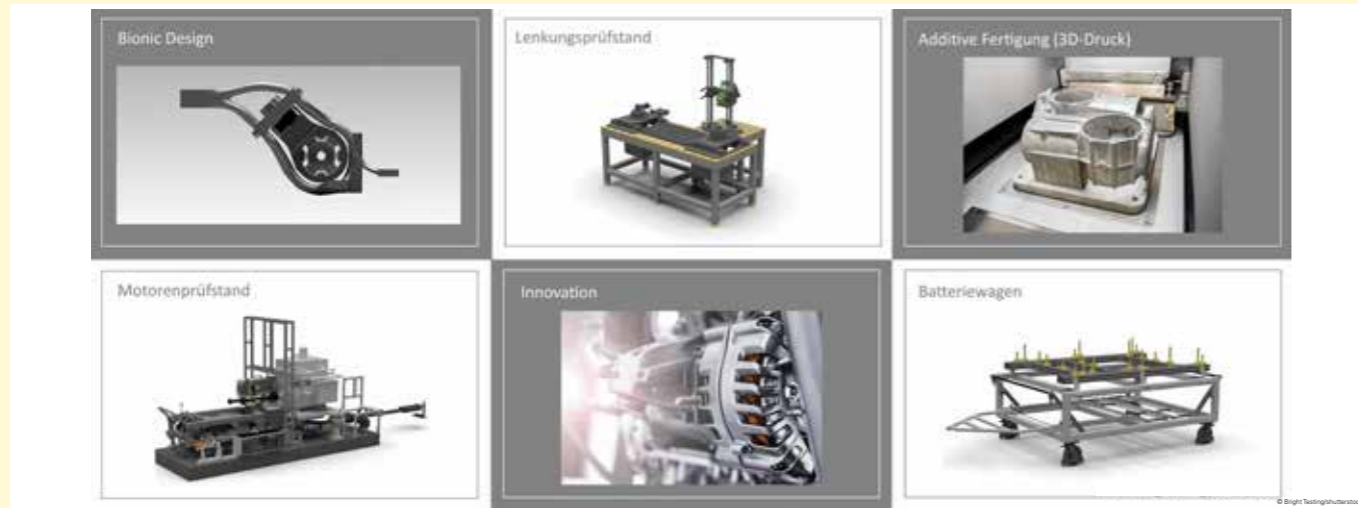 Bionic Design
Lenkungsprüfstand
Additive Fertigung (3D-Druck)
Motorenprüfstand
Innovation
Batteriewagen
© Bright Testing/shutterstoc